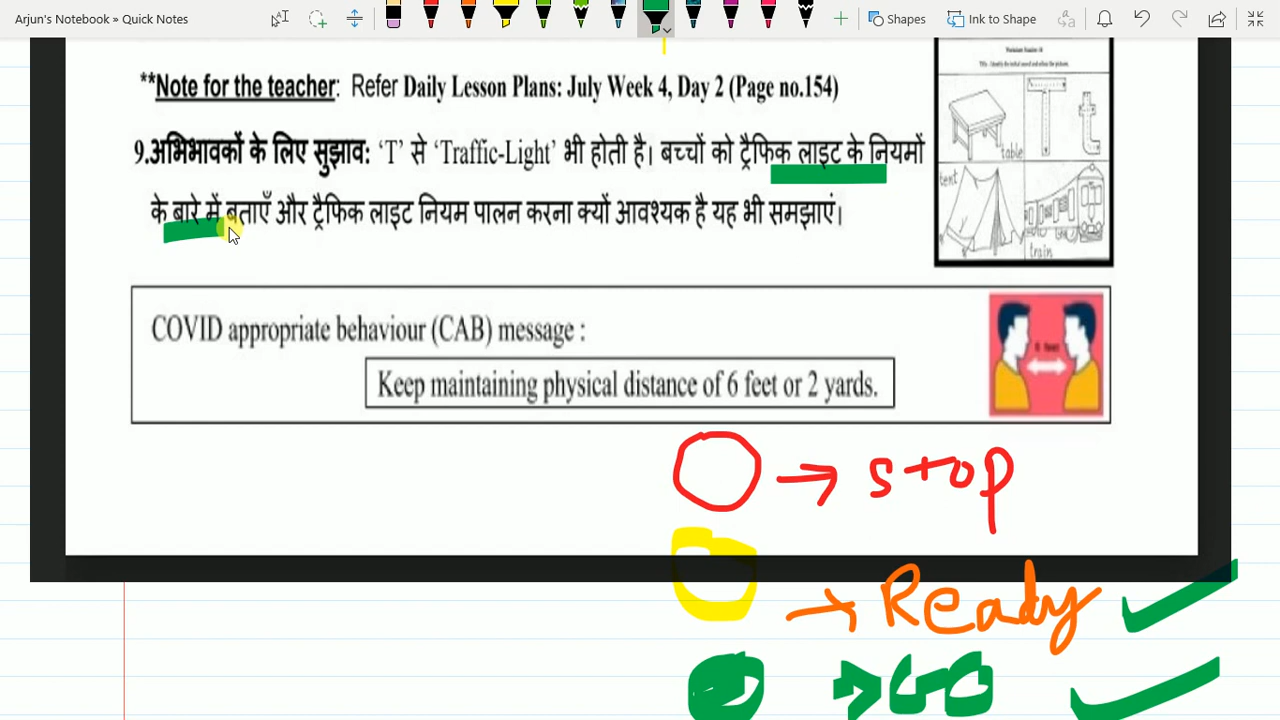 Arjun's Notebook » Quick Notes
Shapes
Ink to Shape
**Note for the teacher: Refer Daily Lesson Plans: July Week 4, Day 2 (Page no.154)
9.अभिभावकों के लिए सुझाव: 'T' से 'Traffic-Light' भी होती है। बच्चों को ट्रैफिक लाइट के नियमों
के बारे में बताएँ और ट्रैफिक लाइट नियम पालन करना क्यों आवश्यक है यह भी समझाएं।
table
tent
train
COVID appropriate behaviour (CAB) message :
Keep maintaining physical distance of 6 feet or 2 yards.
stop
Ready
GO